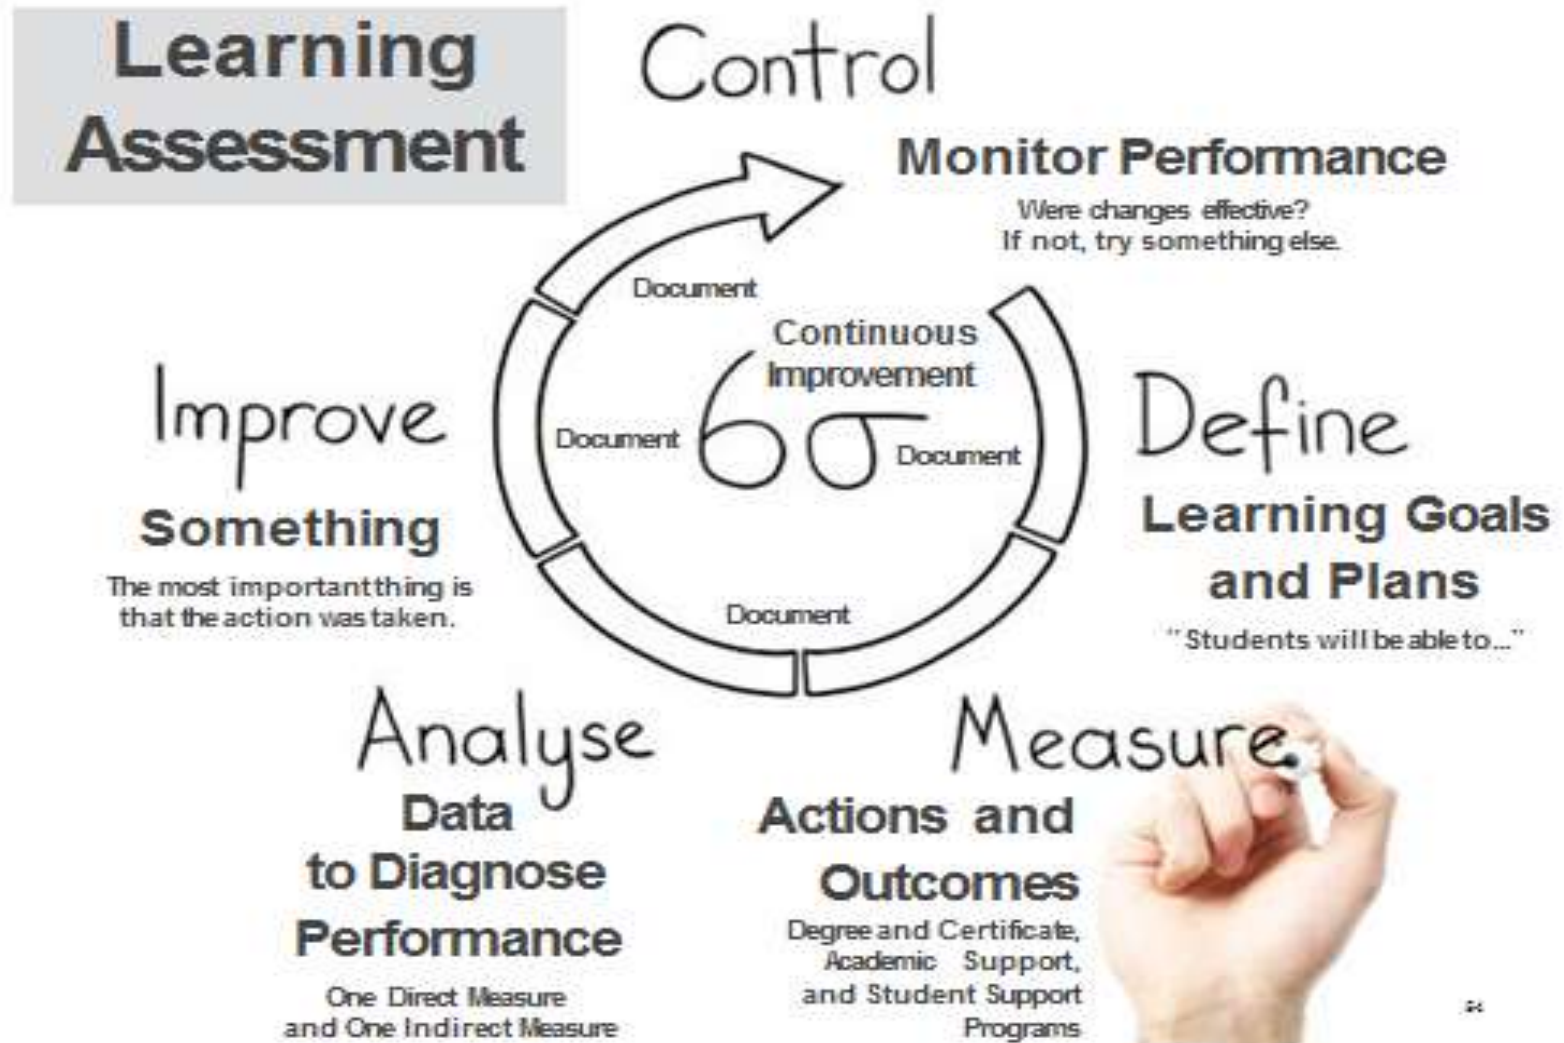 Learning
Assessment
Control
Monitor Performance
Were changes effective?
If not, try something else.
Document
Continuous
Improvement
6σ
Document
Document
Document
Define
Learning Goals
and Plans
"Students will be able to..."
Improve
Something
The most important thing is
that the action was taken.
Measure
Actions and
Outcomes
Degree and Certificate,
Academic Support,
and Student Support
Programs
Analyse
Data
to Diagnose
Performance
One Direct Measure
and One Indirect Measure